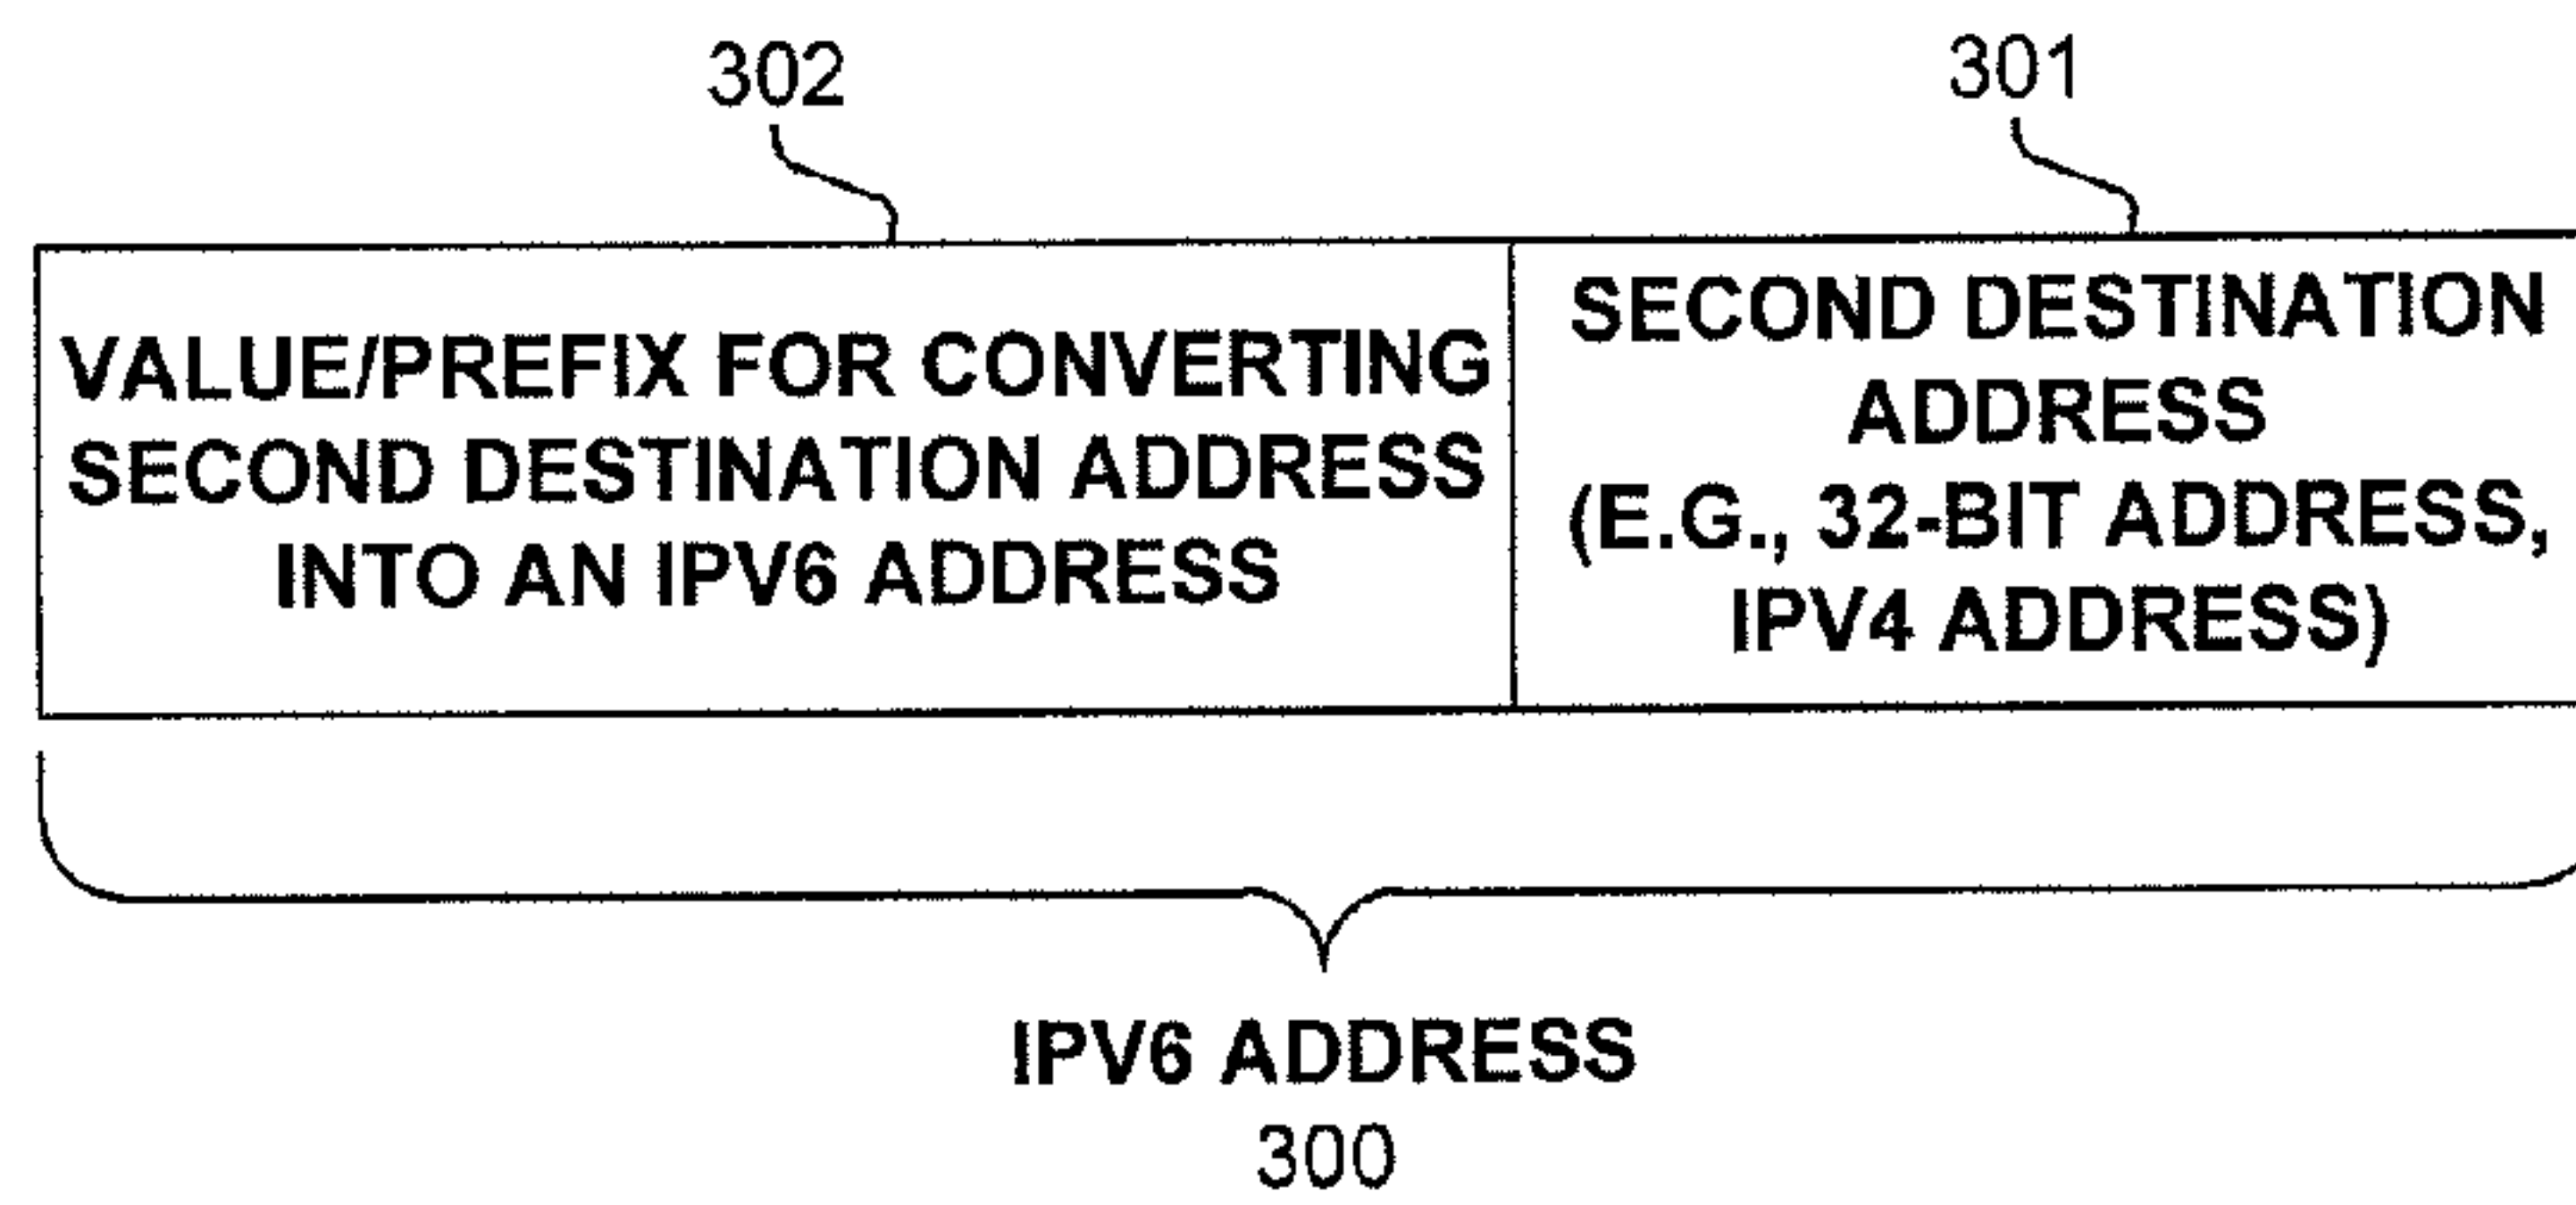 302
301
VALUE/PREFIX FOR CONVERTING
SECOND DESTINATION ADDRESS
INTO AN IPV6 ADDRESS
SECOND DESTINATION
ADDRESS
(E.G., 32-BIT ADDRESS,
IPV4 ADDRESS)
IPV6 ADDRESS
300